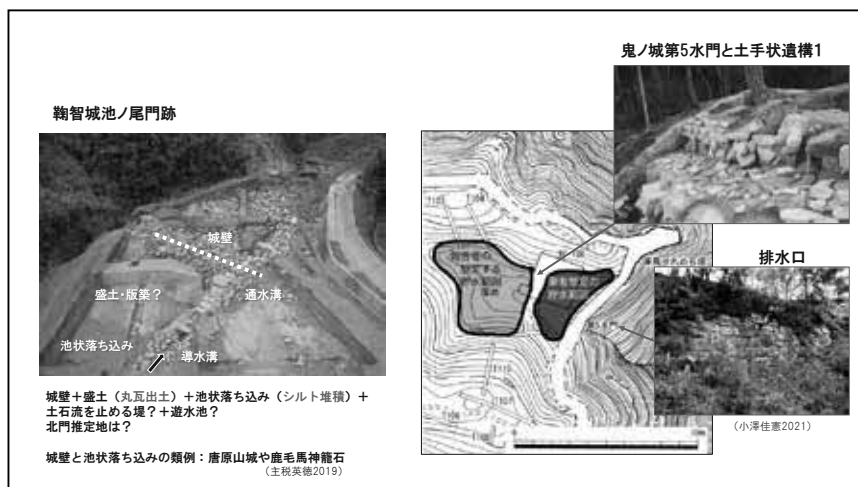 鞠智城池ノ尾門跡
城壁
盛土・版築？
通水溝
池状落ち込み
導水溝
城壁＋盛土（丸瓦出土）＋池状落ち込み（シルト堆積）＋
土石流を止める堤？＋遊水池？
北門推定地は？
城壁と池状落ち込みの類例：唐原山城や鹿毛馬神籠石
（主税英徳2019）
鬼ノ城第5水門と土手状遺構1
排水口
（小澤佳憲2021）